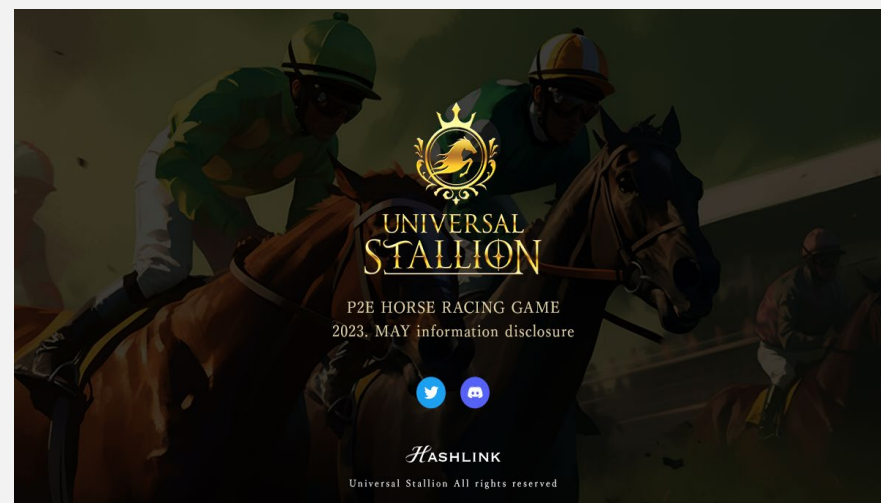 UNIVERSAL
STALLION
P2E HORSE RACING GAME
2023. MAY information disclosure
HASHLINK
Universal Stallion All rights reserved